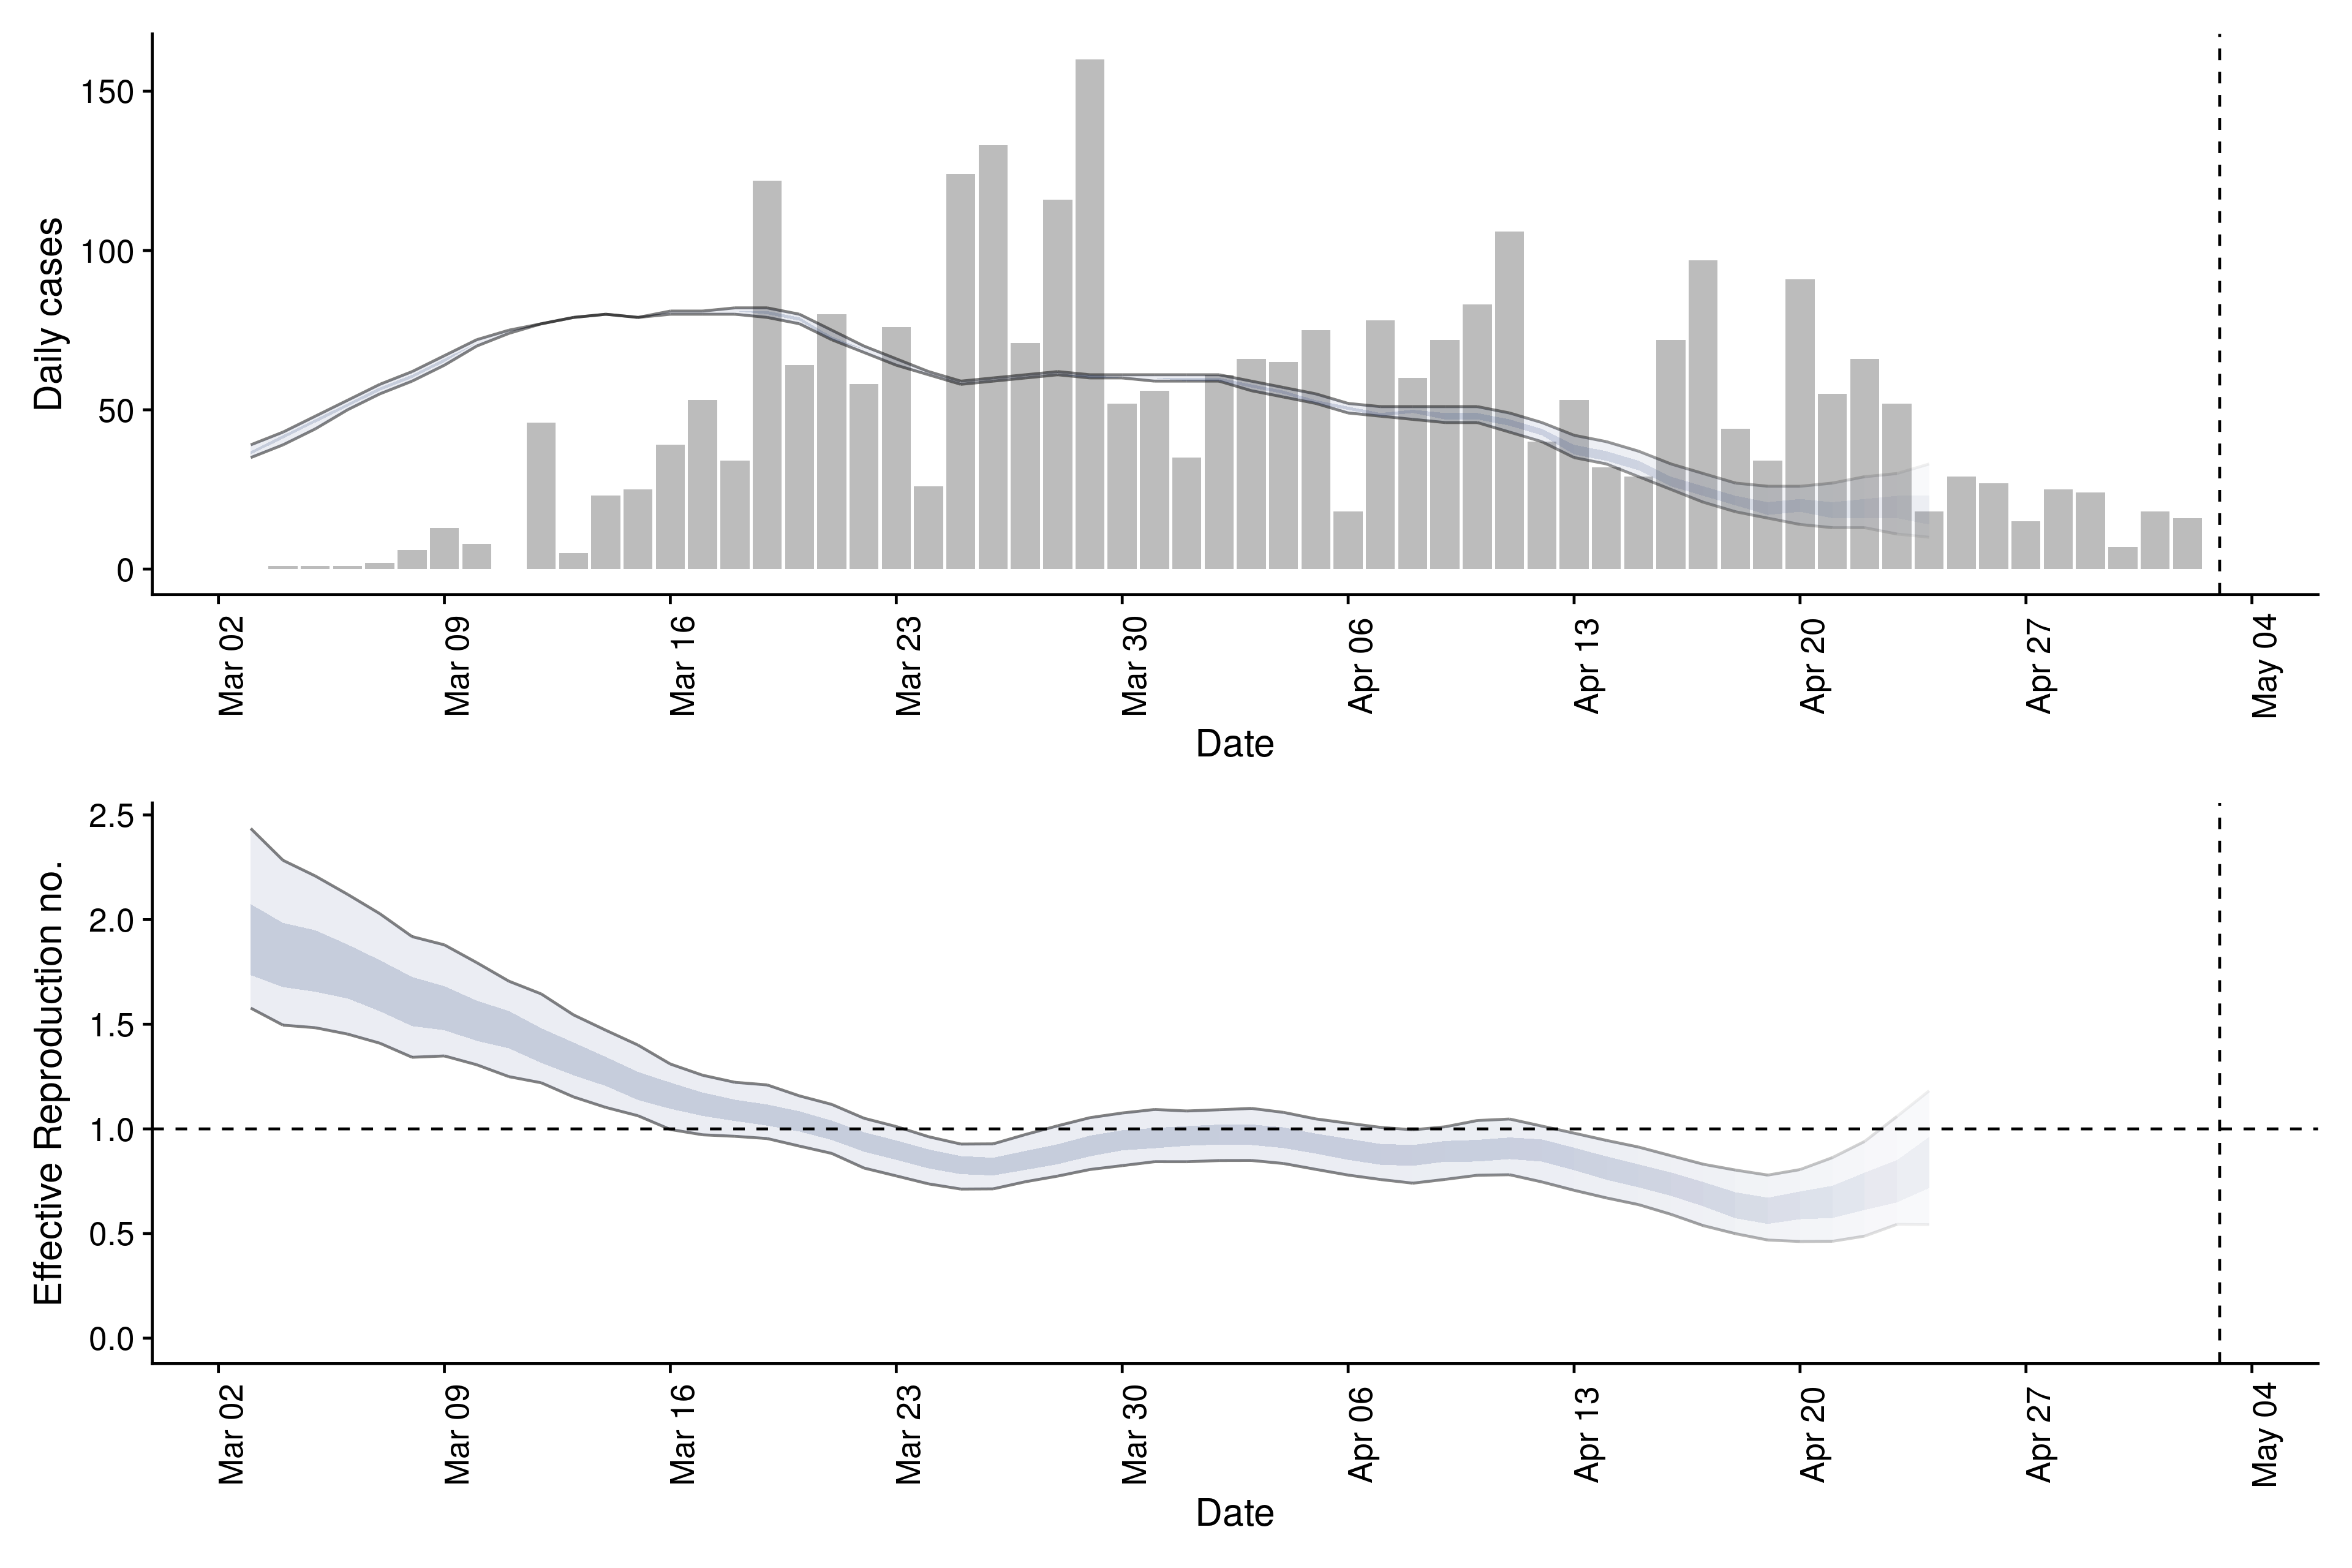 Daily cases
150
100
50
0
Mar 02
Mar 09
Mar 16
Mar 23
Mar 30
Apr 06
Apr 13
Apr 20
Apr 27
May 04
Date
Effective Reproduction no.
2.5
2.0
1.5
1.0
0.5
0.0
Mar 02
Mar 09
Mar 16
Mar 23
Mar 30
Apr 06
Apr 13
Apr 20
Apr 27
May 04
Date